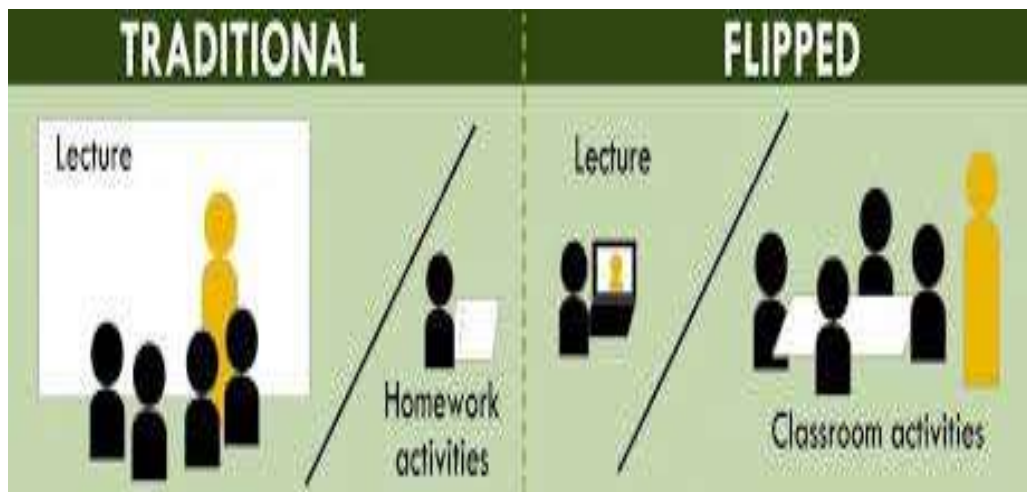 TRADITIONAL
Lecture
Homework
activities
FLIPPED
Lecture
Classroom activities